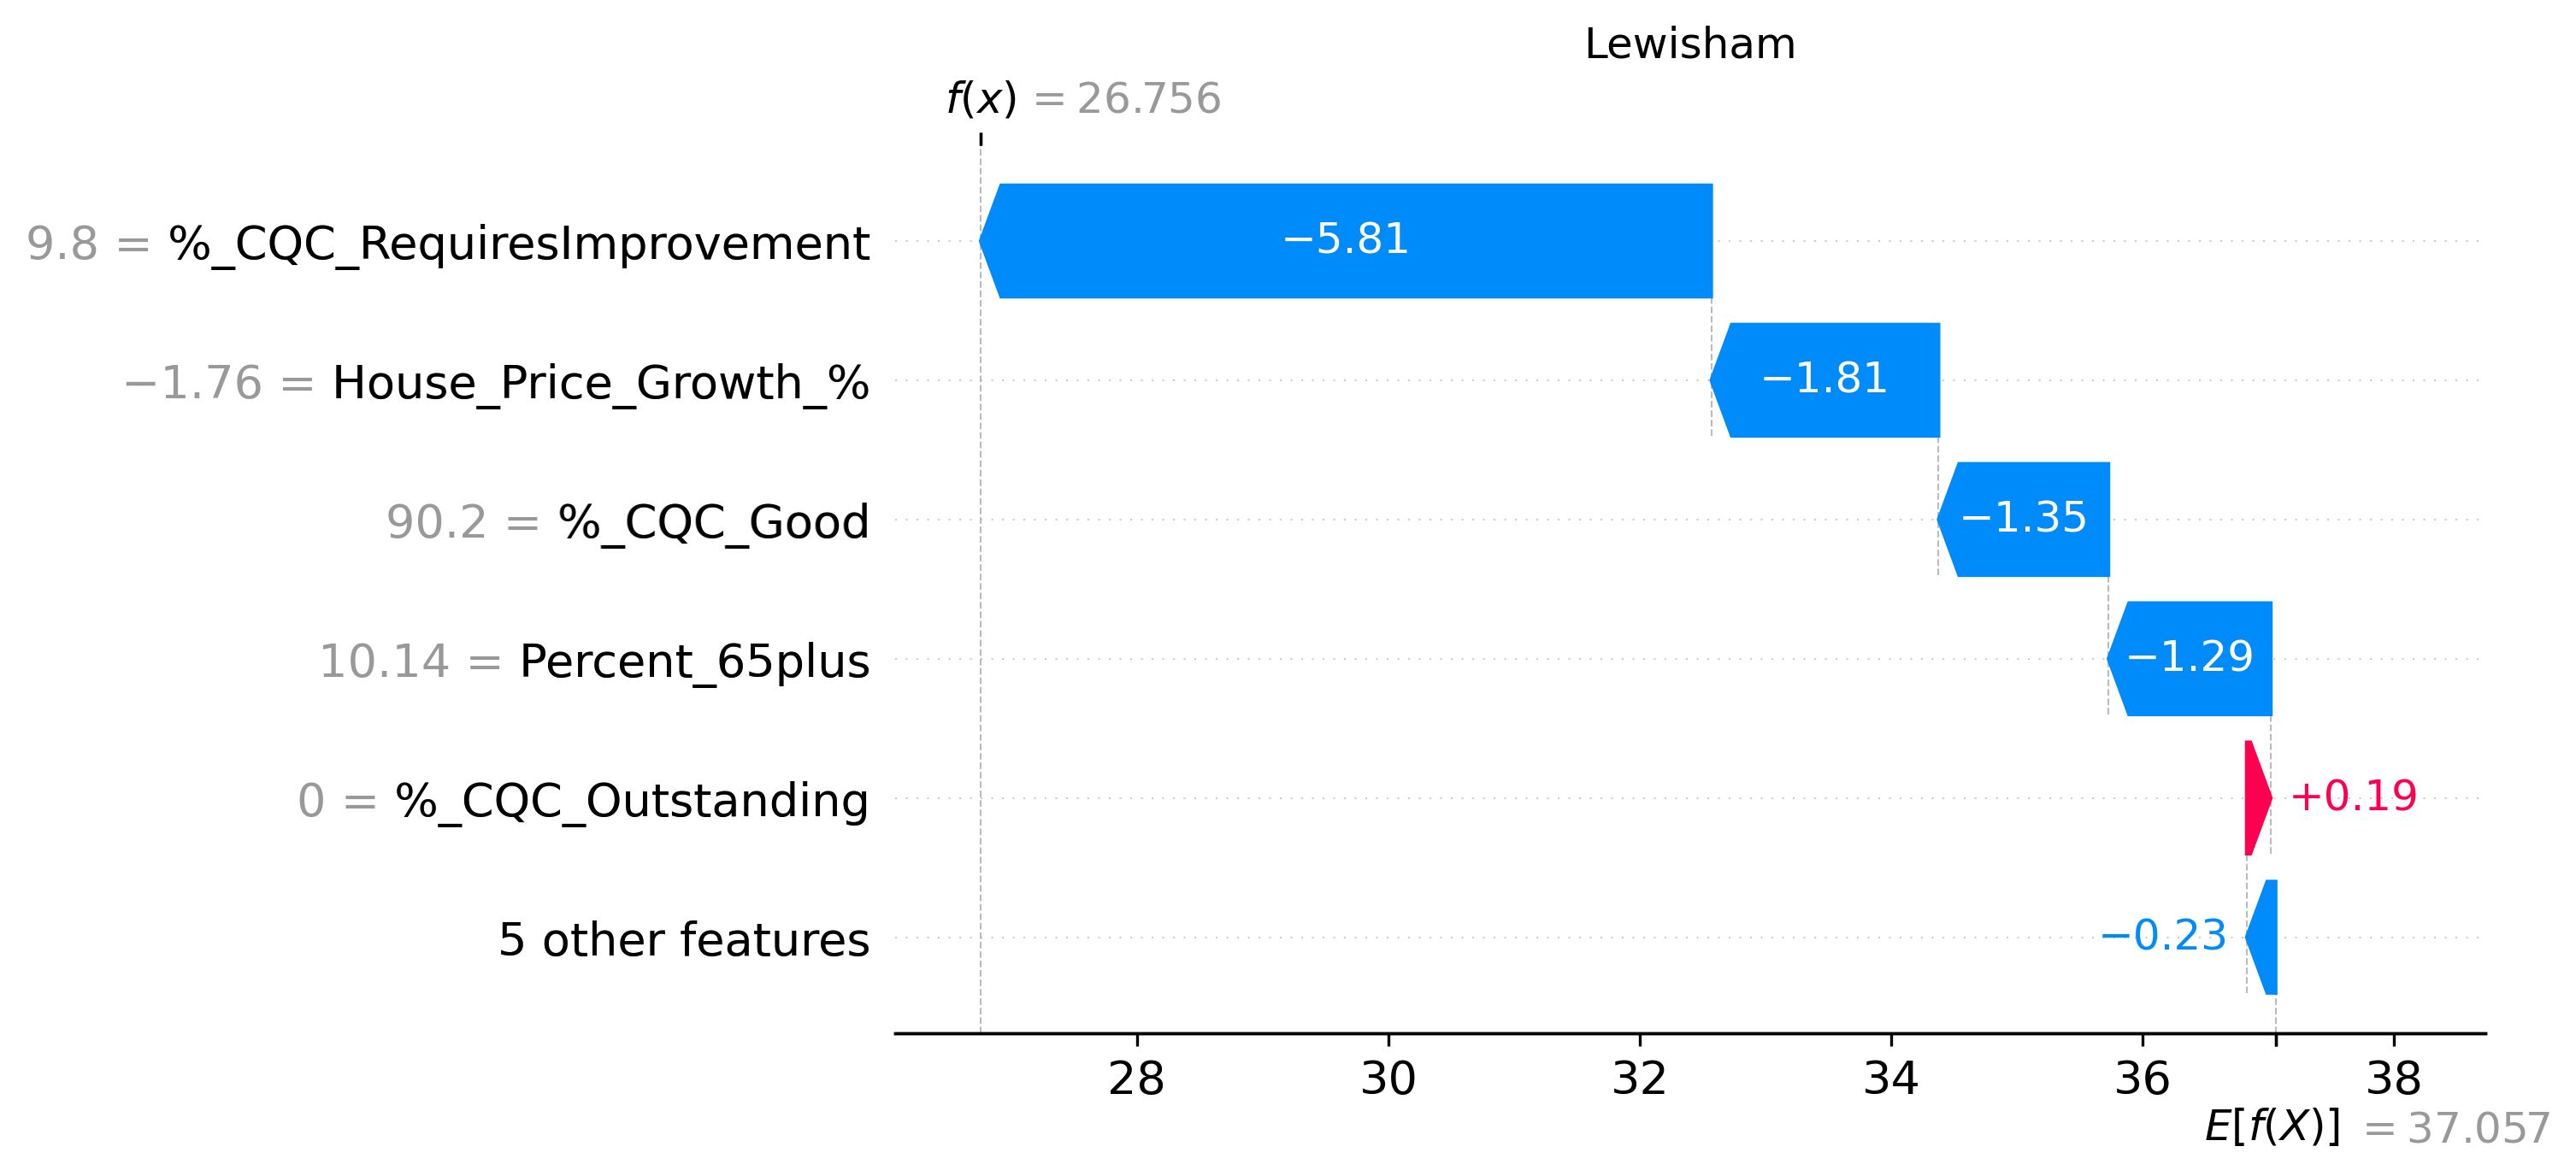 Lewisham
f(x) = 26.756
9.8 = %_CQC_RequiresImprovement
−5.81
−1.76 = House_Price_Growth_%
−1.81
90.2 = %_CQC_Good
−1.35
10.14 = Percent_65plus
−1.29
0 = %_CQC_Outstanding
+0.19
5 other features
−0.23
28 30 32 34 36 38
E[f(X)] = 37.057